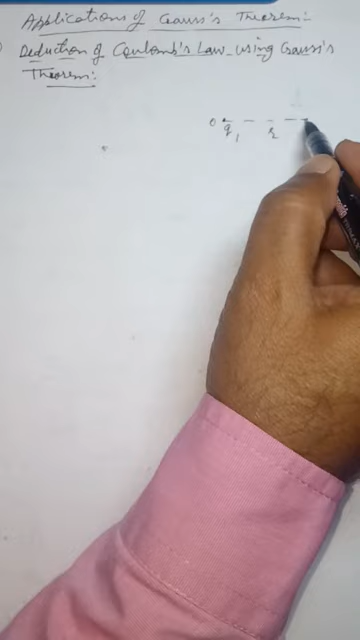 Applications of Gauss's Theorem:-
Deduction of Coulomb's Law using Gauss's
Theorem:
O
q1 r